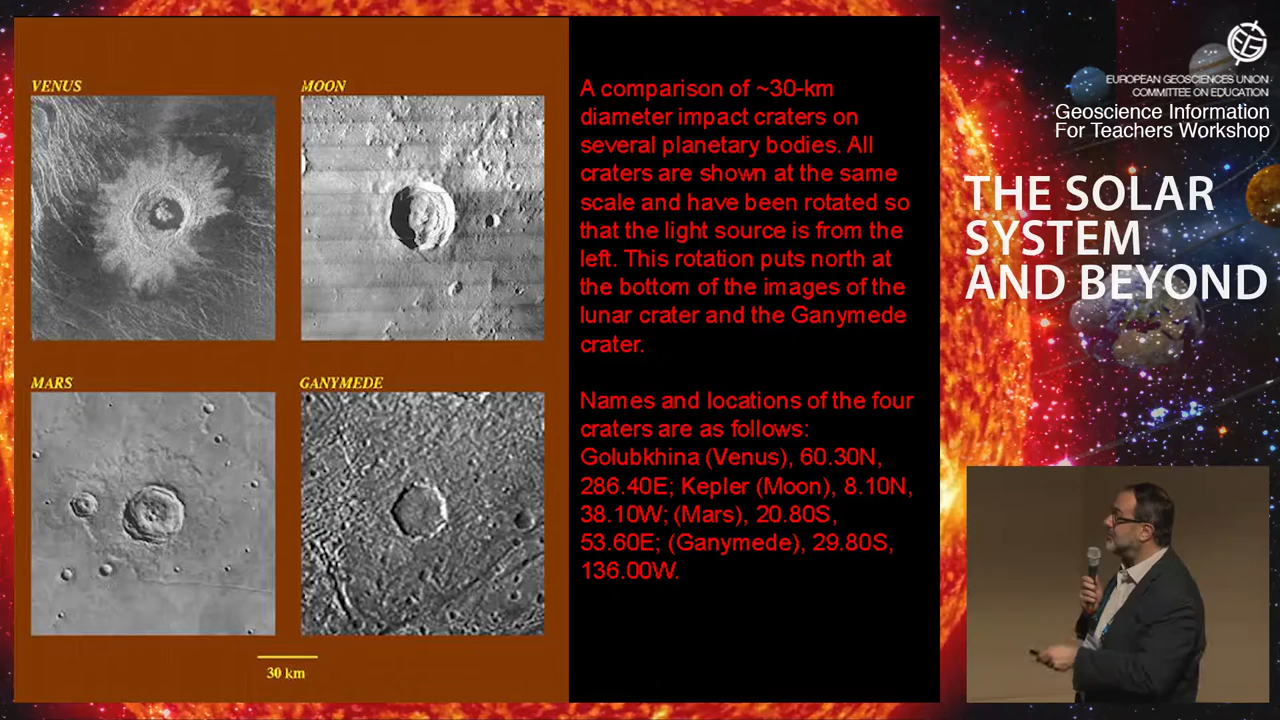 VENUS
MOON
MARS
GANYMEDE
30 km
A comparison of ~30-km
diameter impact craters on
several planetary bodies. All
craters are shown at the same
scale and have been rotated so
that the light source is from the
left. This rotation puts north at
the bottom of the images of the
lunar crater and the Ganymede
crater.
Names and locations of the four
craters are as follows:
Golubkhina (Venus), 60.30N,
286.40E; Kepler (Moon), 8.10N,
38.10W; (Mars), 20.80S,
53.60E; (Ganymede), 29.80S,
136.00W.
EUROPEAN GEOSCIENCES UNION
COMMITTEE ON EDUCATION
Geoscience Information
For Teachers Workshop
THE SOLAR
SYSTEM
AND BEYOND